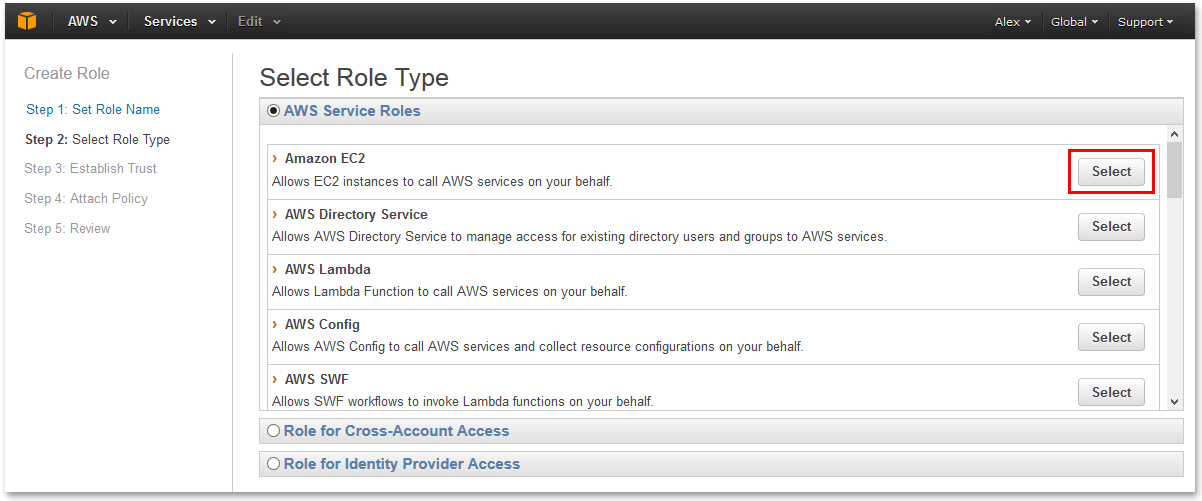 AWS Services Edit Alex Global Support
Create Role
Step 1: Set Role Name
Step 2: Select Role Type
Step 3: Establish Trust
Step 4: Attach Policy
Step 5: Review
Select Role Type
AWS Service Roles
Amazon EC2
Allows EC2 instances to call AWS services on your behalf.
Select
AWS Directory Service
Allows AWS Directory Service to manage access for existing directory users and groups to AWS services.
Select
AWS Lambda
Allows Lambda Function to call AWS services on your behalf.
Select
AWS Config
Allows AWS Config to call AWS services and collect resource configurations on your behalf.
Select
AWS SWF
Allows SWF workflows to invoke Lambda functions on your behalf.
Select
Role for Cross-Account Access
Role for Identity Provider Access